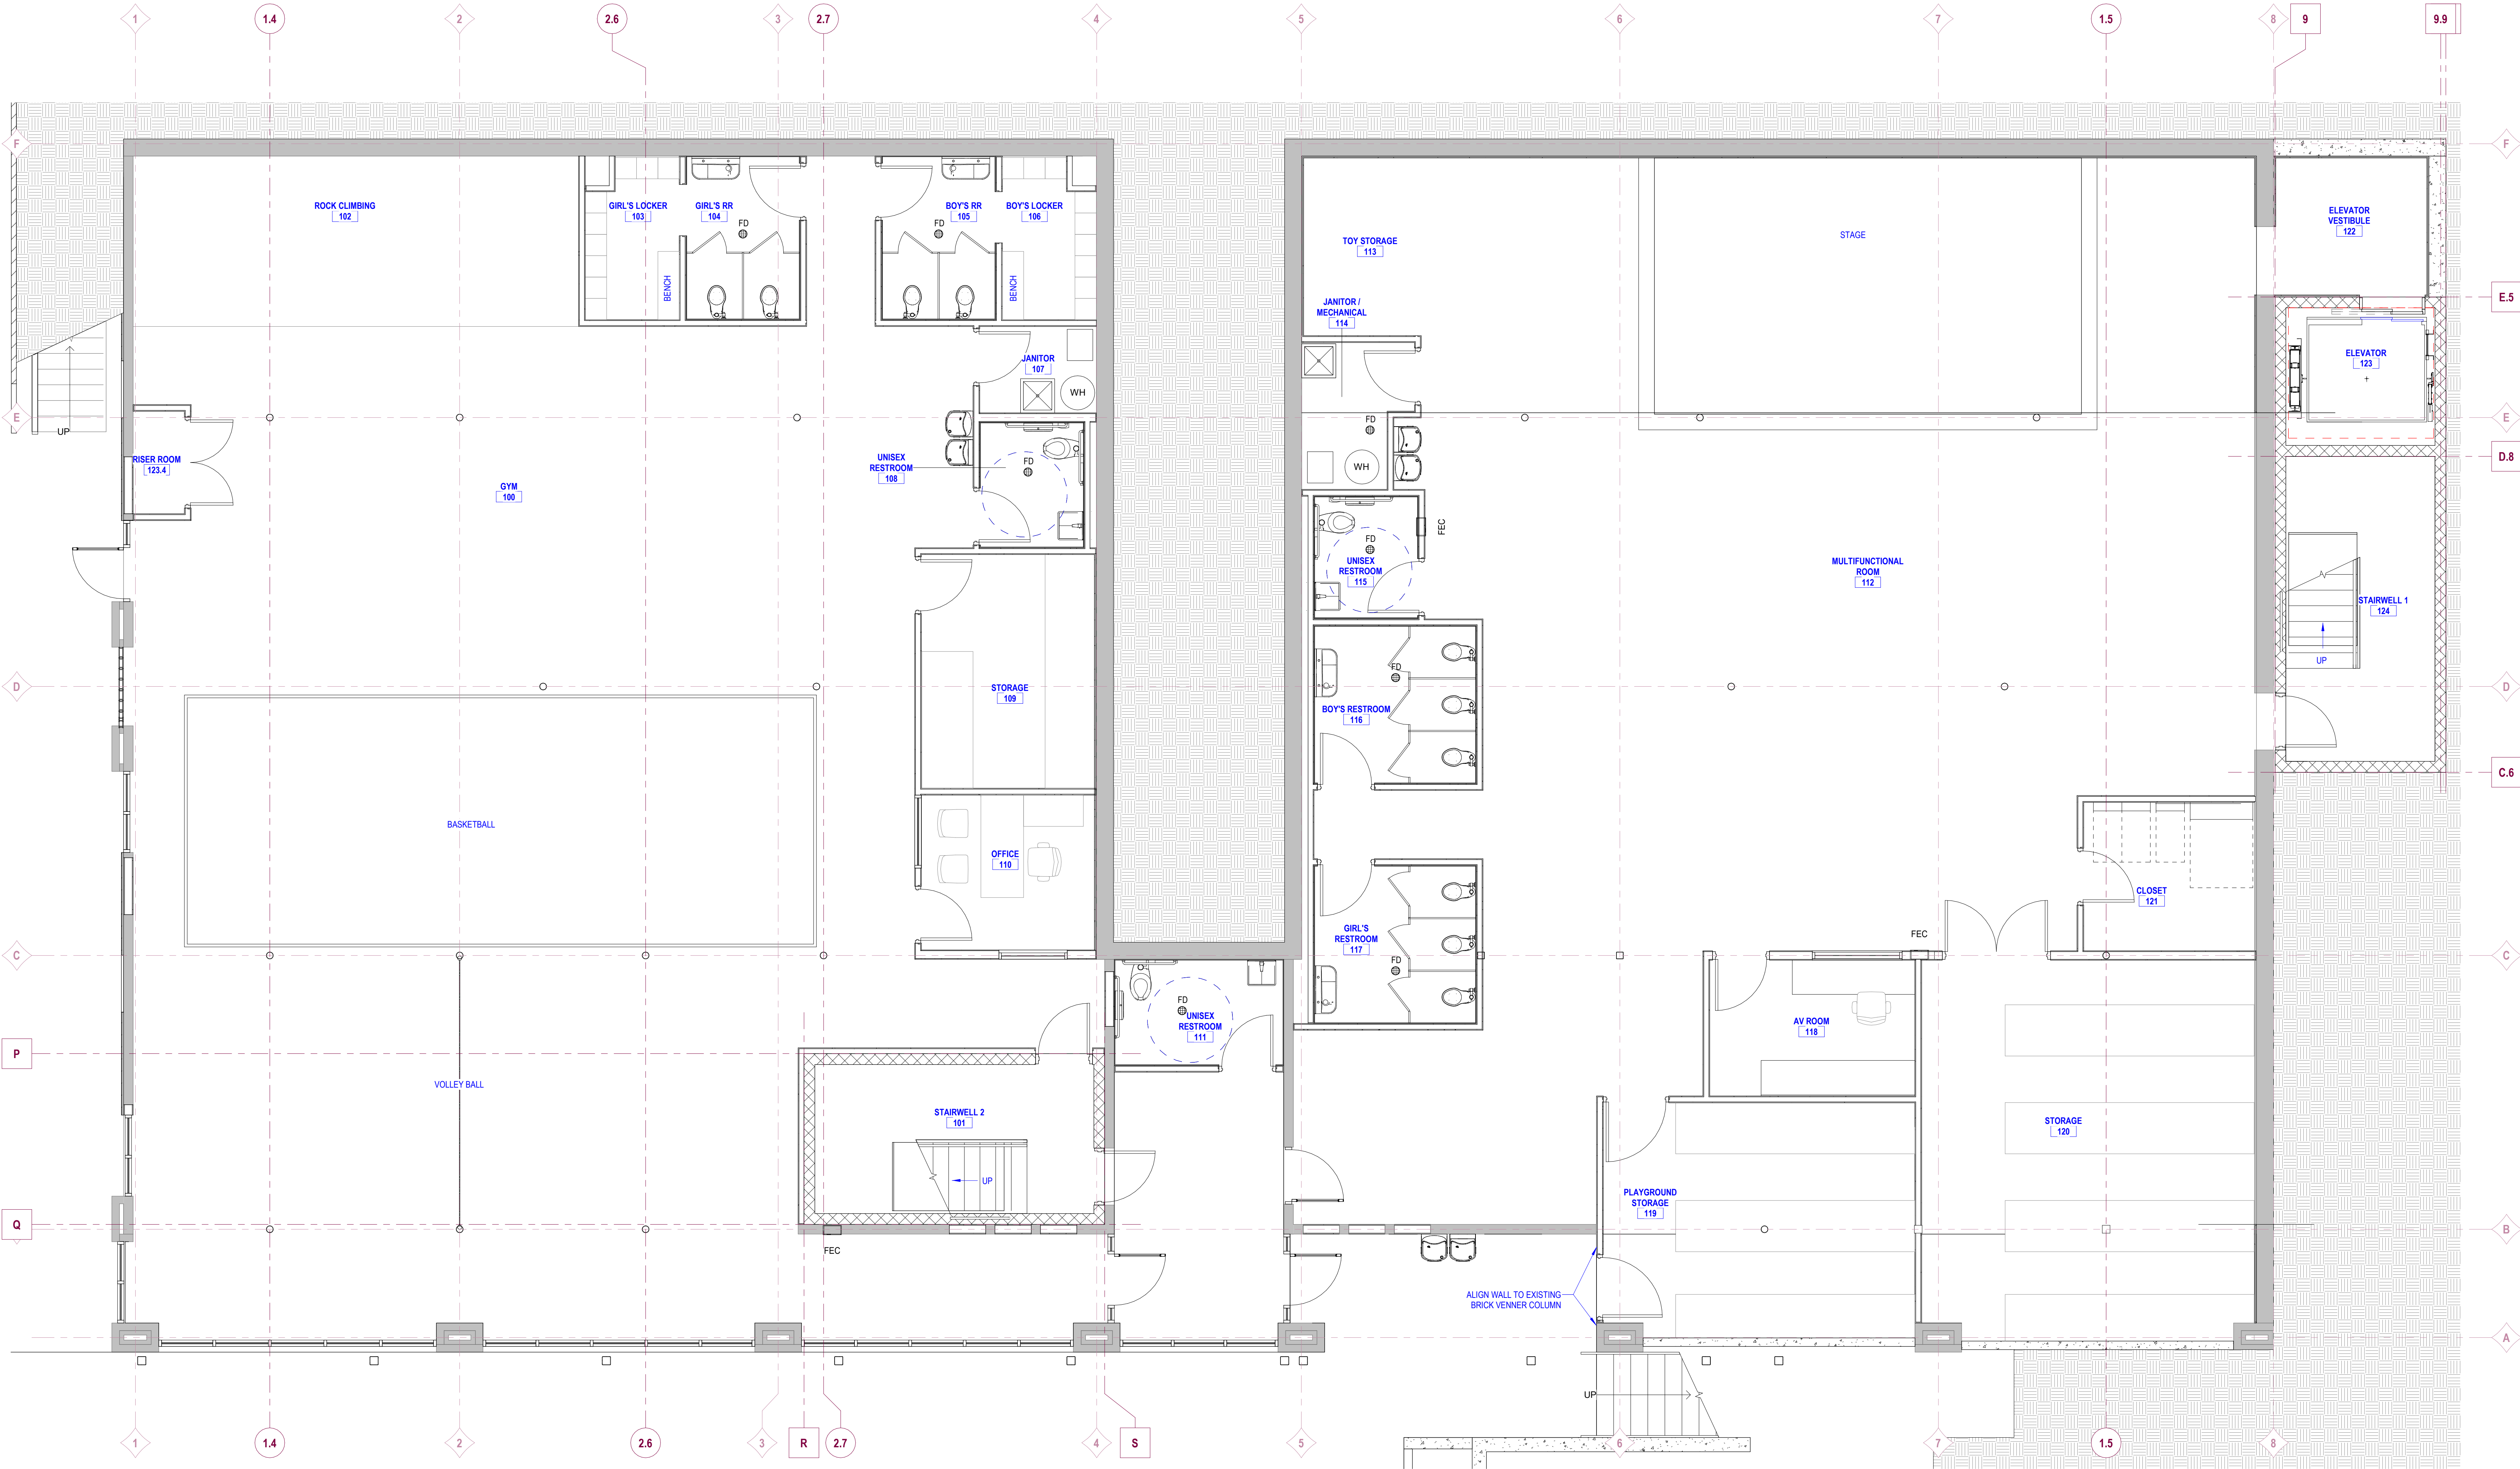 1
1.4
2
2.6
3
2.7
4
5
6
7
1.5
8
9
9.9
F
F
ROCK CLIMBING
102
GIRL'S LOCKER
103
GIRL'S RR
104
FD
BOY'S RR
105
FD
BOY'S LOCKER
106
BENCH
BENCH
TOY STORAGE
113
STAGE
ELEVATOR
VESTIBULE
122
E.5
JANITOR /
MECHANICAL
114
JANITOR
107
WH
ELEVATOR
123
E
E
UP
FD
RISER ROOM
123.4
UNISEX
RESTROOM
108
FD
WH
D.8
GYM
100
FEC
FD
UNISEX
RESTROOM
115
MULTIFUNCTIONAL
ROOM
112
STAIRWELL 1
124
UP
D
D
FD
STORAGE
109
BOY'S RESTROOM
116
C.6
BASKETBALL
OFFICE
110
CLOSET
121
GIRL'S
RESTROOM
117
FEC
C
C
FD
FD
UNISEX
RESTROOM
111
AV ROOM
118
P
VOLLEY BALL
STAIRWELL 2
101
UP
STORAGE
120
PLAYGROUND
STORAGE
119
Q
B
FEC
ALIGN WALL TO EXISTING
BRICK VENNER COLUMN
A
UP
1
1.4
2
2.6
3
R
2.7
4
S
5
6
7
1.5
8